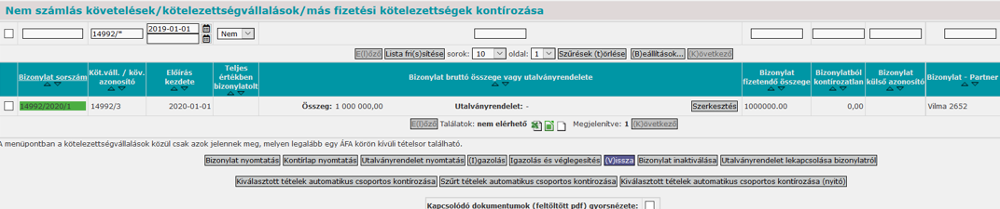 Nem számlás követelések/kötelezettségvállalások/más fizetési kötelezettségek kontírozása
14992/* 2019-01-01 Nem
E(l)őző Lista fri(s)sítése sorok: 10 oldal: 1 Szűrések (t)örlése (B)eállítások... (K)övetkező
Bizonylat sorszám Köt.váll. / köv. azonosító Előírás kezdete Teljes értékben bizonylatolt Bizonylat bruttó összege vagy utalványrendelete Bizonylat fizetendő összege Bizonylatból kontírozatlan Bizonylat külső azonosító Bizonylat - Partner
14992/2020/1 14992/3 2020-01-01 Összeg: 1 000 000,00 Utalványrendelet: - Szerkesztés 1000000.00 0,00 Vilma 2652
E(l)őző Találatok: nem elérhető Megjelenítve: 1 (K)övetkező
A menüpontban a kötelezettségvállalások közül csak azok jelennek meg, melyen legalább egy ÁFA körön kívüli tételsor található.
Bizonylat nyomtatás Kontírlap nyomtatás Utalványrendelet nyomtatás (I)gazolás Igazolás és véglegesítés (V)issza Bizonylat inaktiválása Utalványrendelet lekapcsolása bizonylatról
Kiválasztott tételek automatikus csoportos kontírozása Szűrt tételek automatikus csoportos kontírozása Kiválasztott tételek automatikus csoportos kontírozása (nyitó)
Kapcsolódó dokumentumok (feltöltött pdf) gyorsnézete: